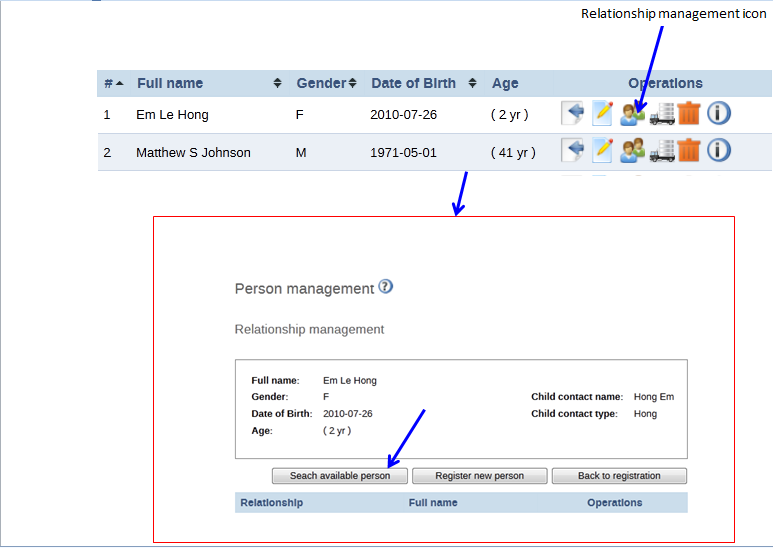 Relationship management icon
# Full name Gender Date of Birth Age Operations
1 Em Le Hong F 2010-07-26 ( 2 yr )
2 Matthew S Johnson M 1971-05-01 ( 41 yr )
Person management
Relationship management
Full name: Em Le Hong
Gender: F Child contact name: Hong Em
Date of Birth: 2010-07-26 Child contact type: Hong
Age: ( 2 yr )
Seach available person Register new person Back to registration
Relationship Full name Operations